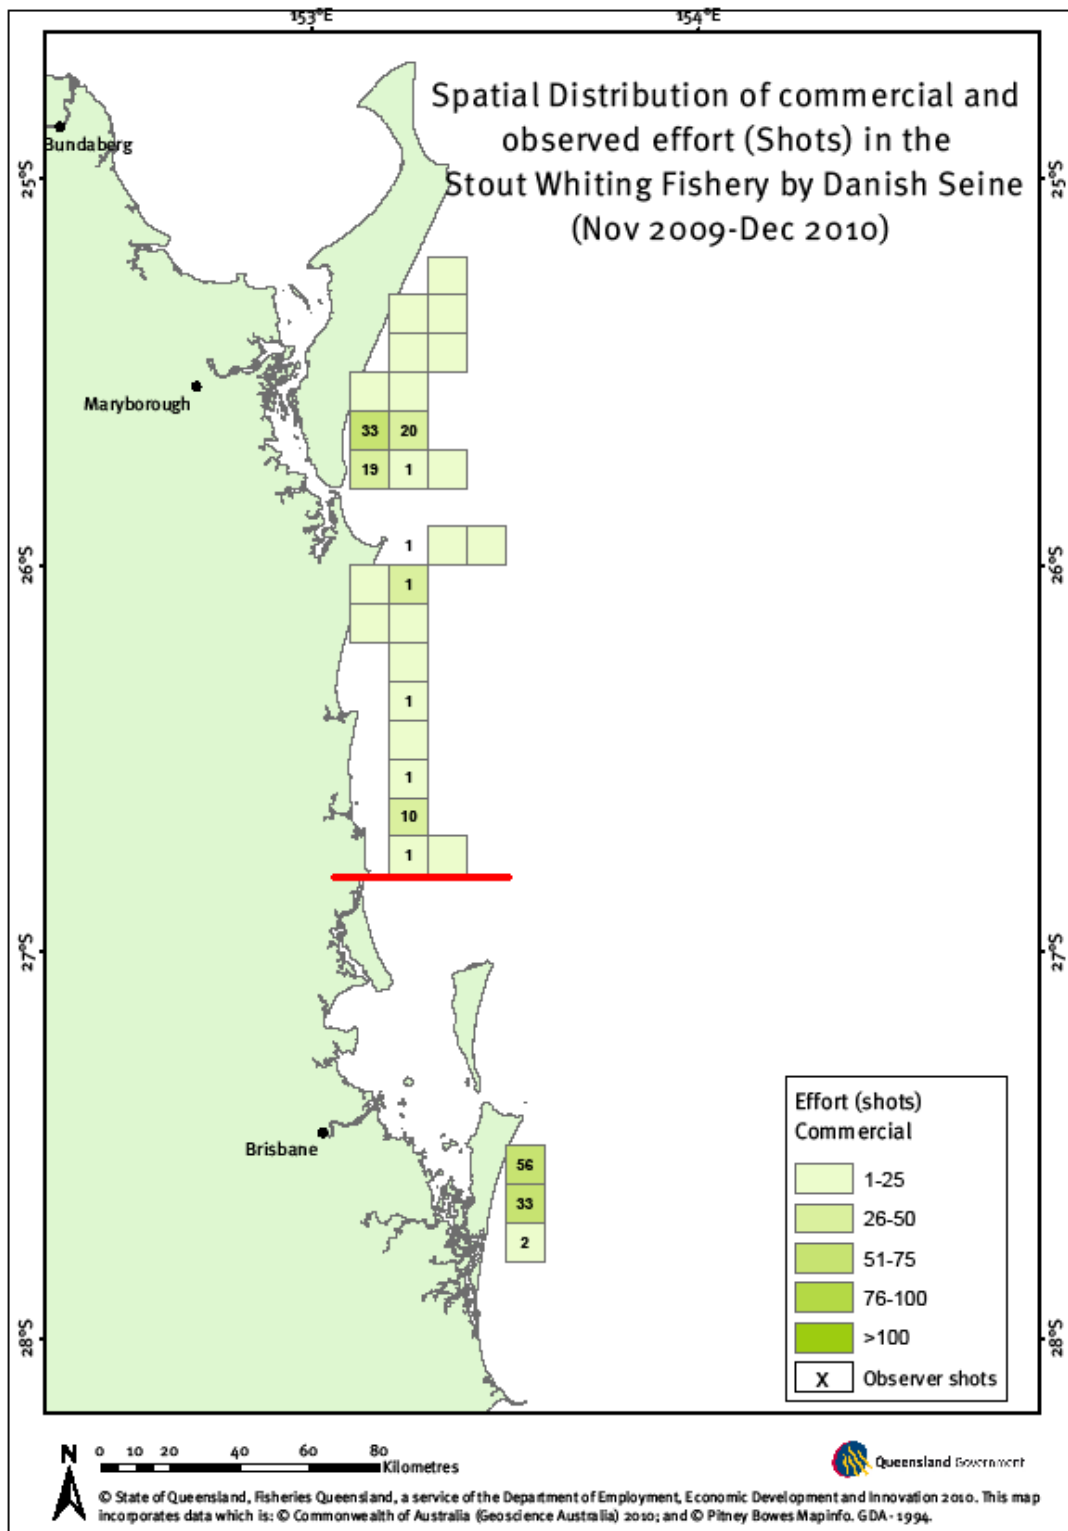 153°E
154°E
Spatial Distribution of commercial and
observed effort (Shots) in the
Stout Whiting Fishery by Danish Seine
(Nov 2009-Dec 2010)
Bundaberg
25°S
25°S
Maryborough
33
20
19
1
1
26°S
26°S
1
1
1
10
1
27°S
27°S
Brisbane
56
33
2
Effort (shots)
Commercial
1-25
26-50
51-75
76-100
>100
X Observer shots
28°S
28°S
N
0 10 20 40 60 80
Kilometres
Queensland Government
© State of Queensland, Fisheries Queensland, a service of the Department of Employment, Economic Development and Innovation 2010. This map
incorporates data which is: © Commonwealth of Australia (Geoscience Australia) 2010; and © Pitney Bowes Mapinfo. GDA - 1994.